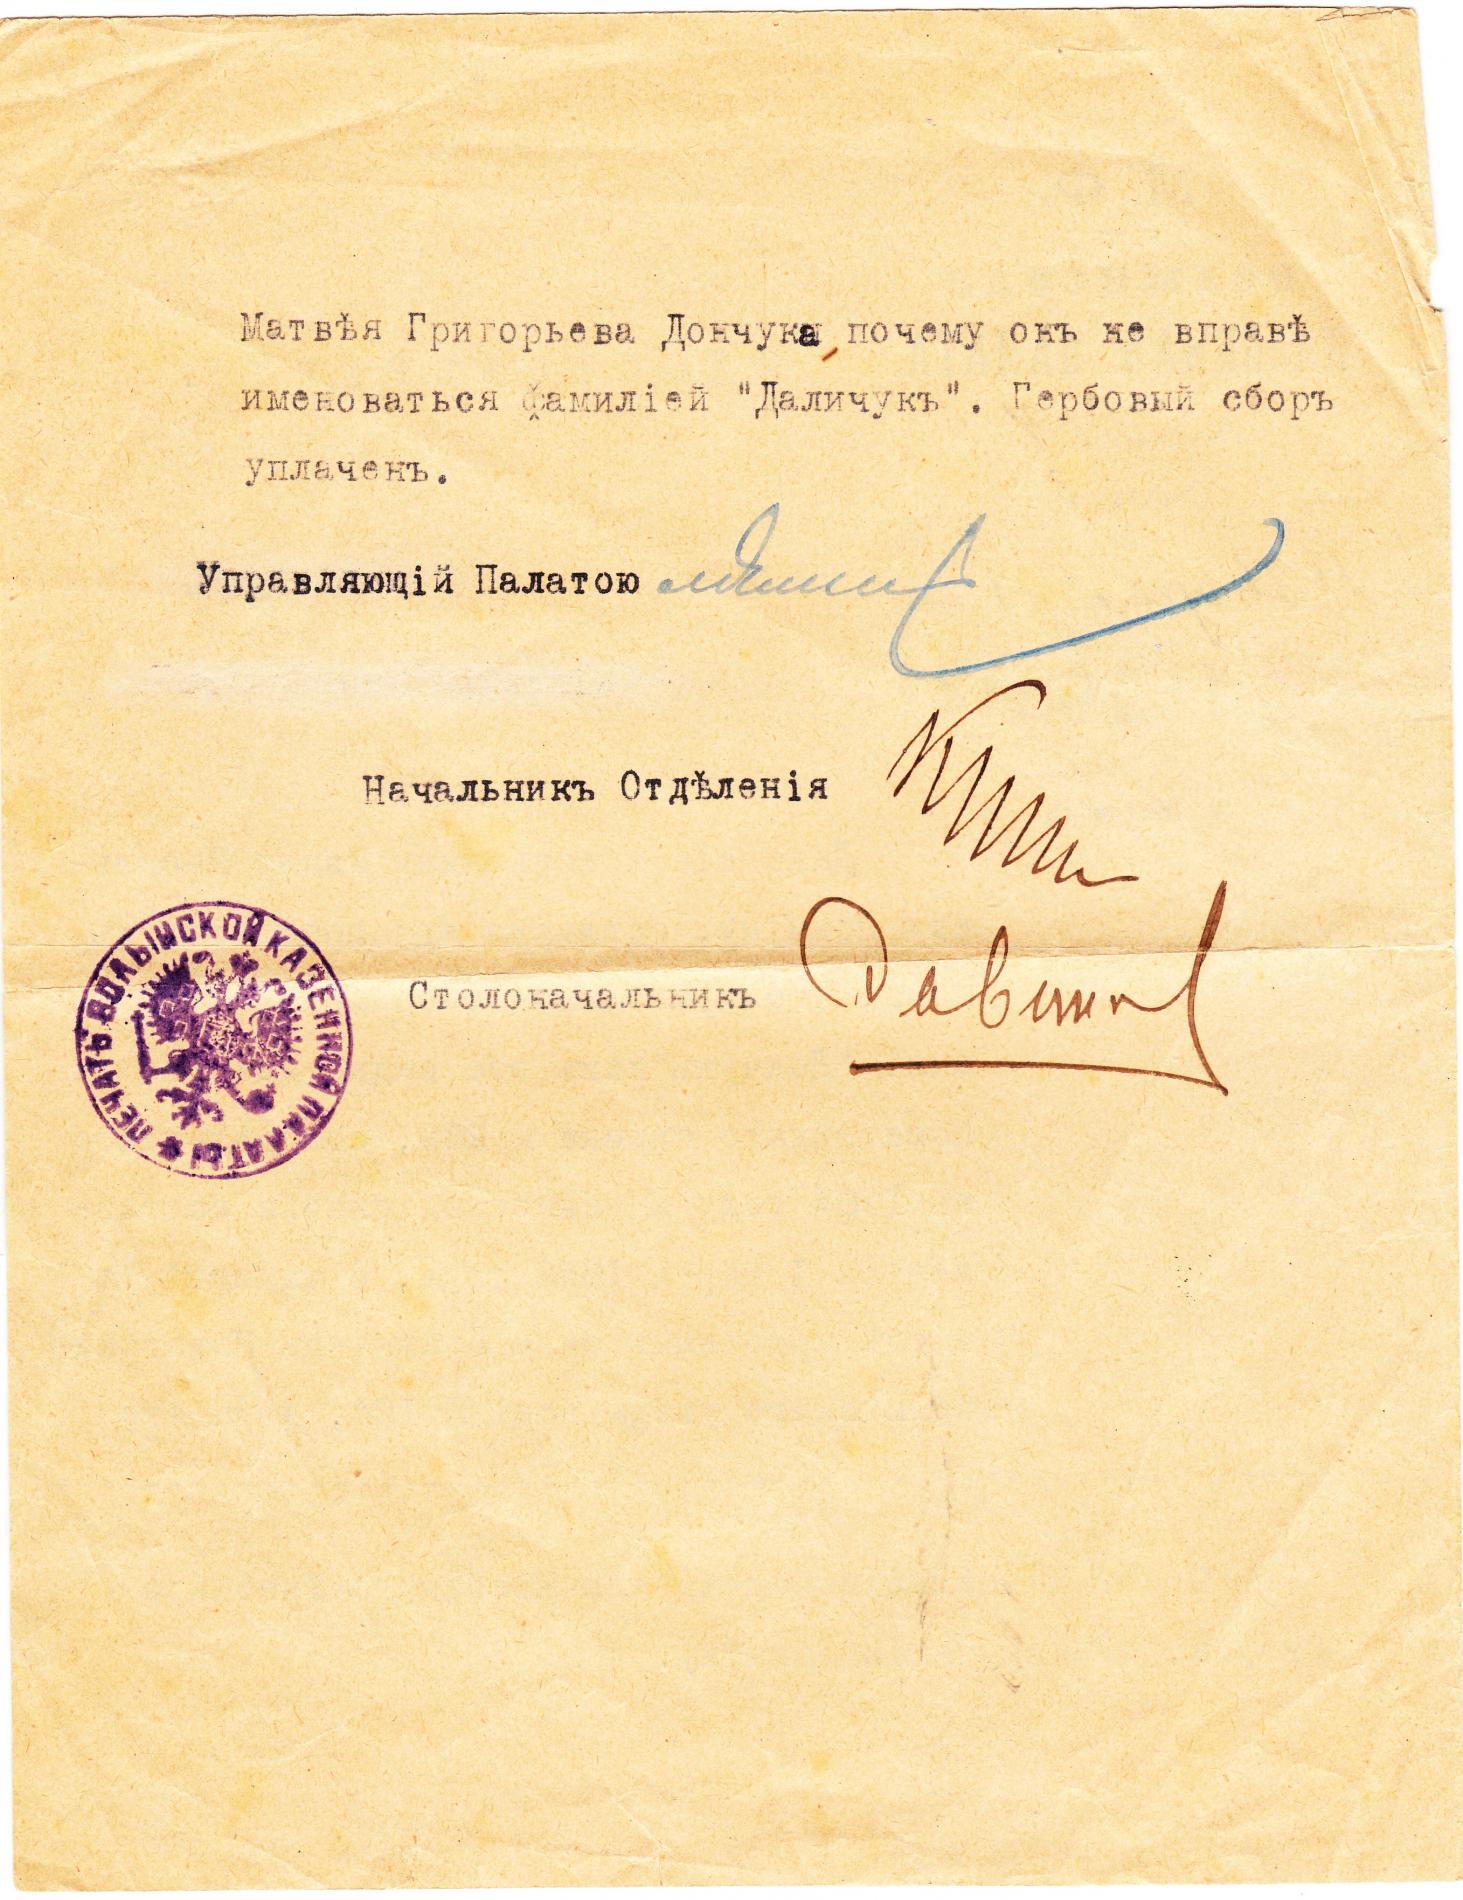 Матвѣя Григорьева Дончука, почему онъ не вправѣ
именоваться фамиліей "Даличукъ". Гербовый сборъ
уплаченъ.
Управляющій Палатою
Начальникъ Отдѣленія
Столоначальникъ
ПЕЧАТЬ ВОЛЫНСКОЙ КАЗЕННОЙ ПАЛАТЫ